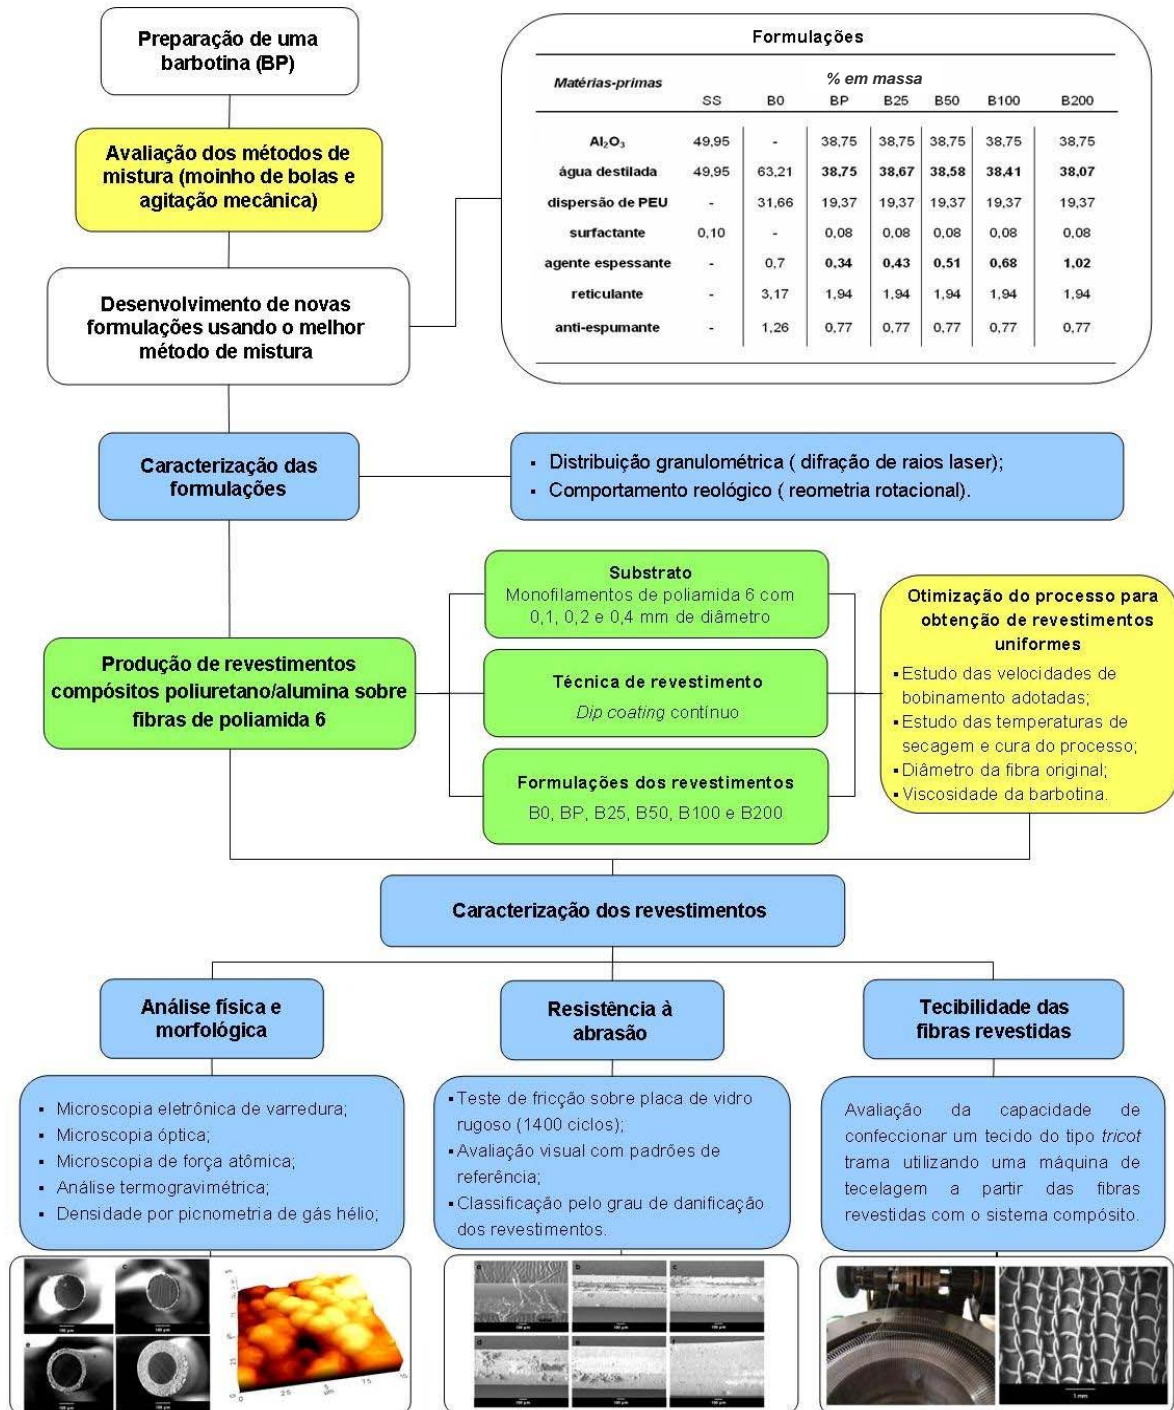 Preparação de uma
barbotina (BP)
Avaliação dos métodos de
mistura (moinho de bolas e
agitação mecânica)
Desenvolvimento de novas
formulações usando o melhor
método de mistura
Formulações
Matérias-primas
% em massa
SS B0 BP B25 B50 B100 B200
Al₂O₃ 49,95 - 38,75 38,75 38,75 38,75 38,75
água destilada 49,95 63,21 38,75 38,67 38,58 38,41 38,07
dispersão de PEU - 31,66 19,37 19,37 19,37 19,37 19,37
surfactante 0,10 - 0,08 0,08 0,08 0,08 0,08
agente espessante - 0,7 0,34 0,43 0,51 0,68 1,02
reticulante - 3,17 1,94 1,94 1,94 1,94 1,94
anti-espumante - 1,26 0,77 0,77 0,77 0,77 0,77
Caracterização das
formulações
▪ Distribuição granulométrica ( difração de raios laser);
▪ Comportamento reológico ( reometria rotacional).
Produção de revestimentos
compósitos poliuretano/alumina sobre
fibras de poliamida 6
Substrato
Monofilamentos de poliamida 6 com
0,1, 0,2 e 0,4 mm de diâmetro
Técnica de revestimento
Dip coating contínuo
Formulações dos revestimentos
B0, BP, B25, B50, B100 e B200
Otimização do processo para
obtenção de revestimentos
uniformes
▪ Estudo das velocidades de
bobinamento adotadas;
▪ Estudo das temperaturas de
secagem e cura do processo;
▪ Diâmetro da fibra original;
▪ Viscosidade da barbotina.
Caracterização dos revestimentos
Análise física e
morfológica
▪ Microscopia eletrônica de varredura;
▪ Microscopia óptica;
▪ Microscopia de força atômica;
▪ Análise termogravimétrica;
▪ Densidade por picnometria de gás hélio;
Resistência à
abrasão
▪ Teste de fricção sobre placa de vidro
rugoso (1400 ciclos);
▪ Avaliação visual com padrões de
referência;
▪ Classificação pelo grau de danificação
dos revestimentos.
Tecibilidade das
fibras revestidas
Avaliação da capacidade de
confeccionar um tecido do tipo tricot
trama utilizando uma máquina de
tecelagem a partir das fibras
revestidas com o sistema compósito.
a b c
d e f
1 mm